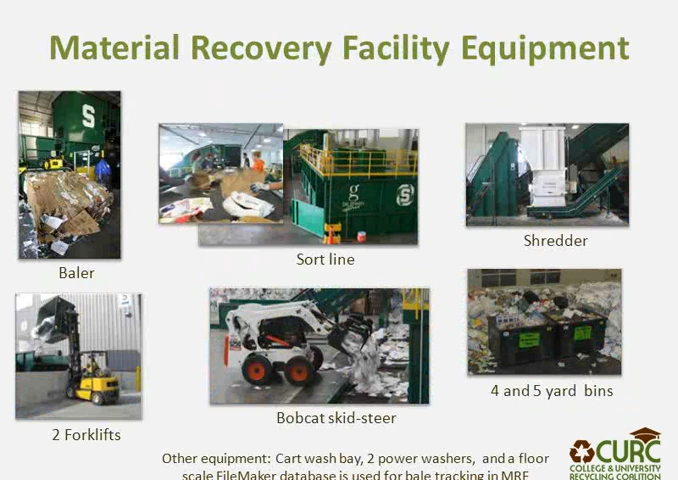 Material Recovery Facility Equipment
S
g
S
Baler
Sort line
Shredder
2 Forklifts
Bobcat skid-steer
4 and 5 yard bins
Other equipment: Cart wash bay, 2 power washers, and a floor
scale FileMaker database is used for bale tracking in MRF
CURC
COLLEGE & UNIVERSITY
RECYCLING COALITION